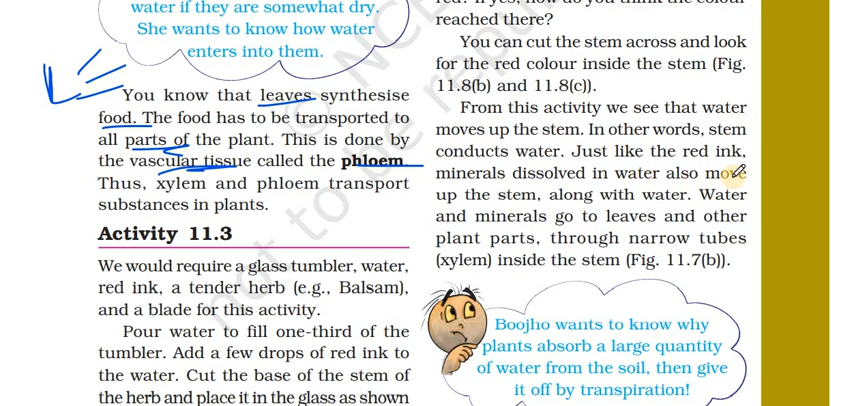 water if they are somewhat dry.
She wants to know how water
enters into them.
You know that leaves synthesise
food. The food has to be transported to
all parts of the plant. This is done by
the vascular tissue called the phloem.
Thus, xylem and phloem transport
substances in plants.
Activity 11.3
We would require a glass tumbler, water,
red ink, a tender herb (e.g., Balsam),
and a blade for this activity.
Pour water to fill one-third of the
tumbler. Add a few drops of red ink to
the water. Cut the base of the stem of
the herb and place it in the glass as shown
reached there?
You can cut the stem across and look
for the red colour inside the stem (Fig.
11.8(b) and 11.8(c)).
From this activity we see that water
moves up the stem. In other words, stem
conducts water. Just like the red ink,
minerals dissolved in water also move
up the stem, along with water. Water
and minerals go to leaves and other
plant parts, through narrow tubes
(xylem) inside the stem (Fig. 11.7(b)).
Boojho wants to know why
plants absorb a large quantity
of water from the soil, then give
it off by transpiration!